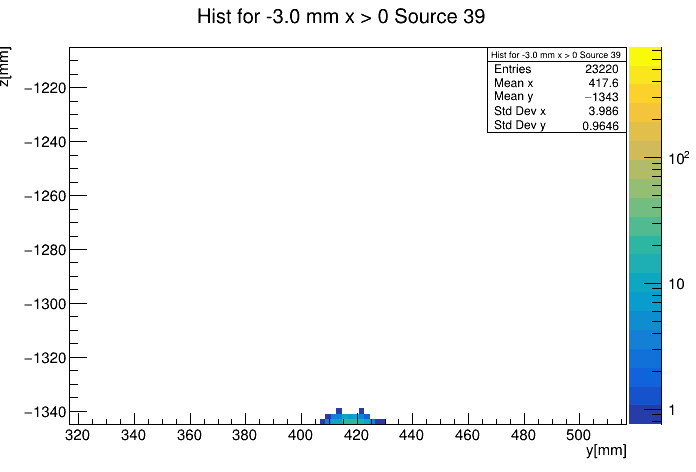 Hist for -3.0 mm x > 0 Source 39
z[mm]
Hist for -3.0 mm x > 0 Source 39
Entries 23220
Mean x 417.6
Mean y −1343
Std Dev x 3.986
Std Dev y 0.9646
−1220
−1240
−1260
−1280
−1300
−1320
−1340
10²
10
1
320 340 360 380 400 420 440 460 480 500
y[mm]